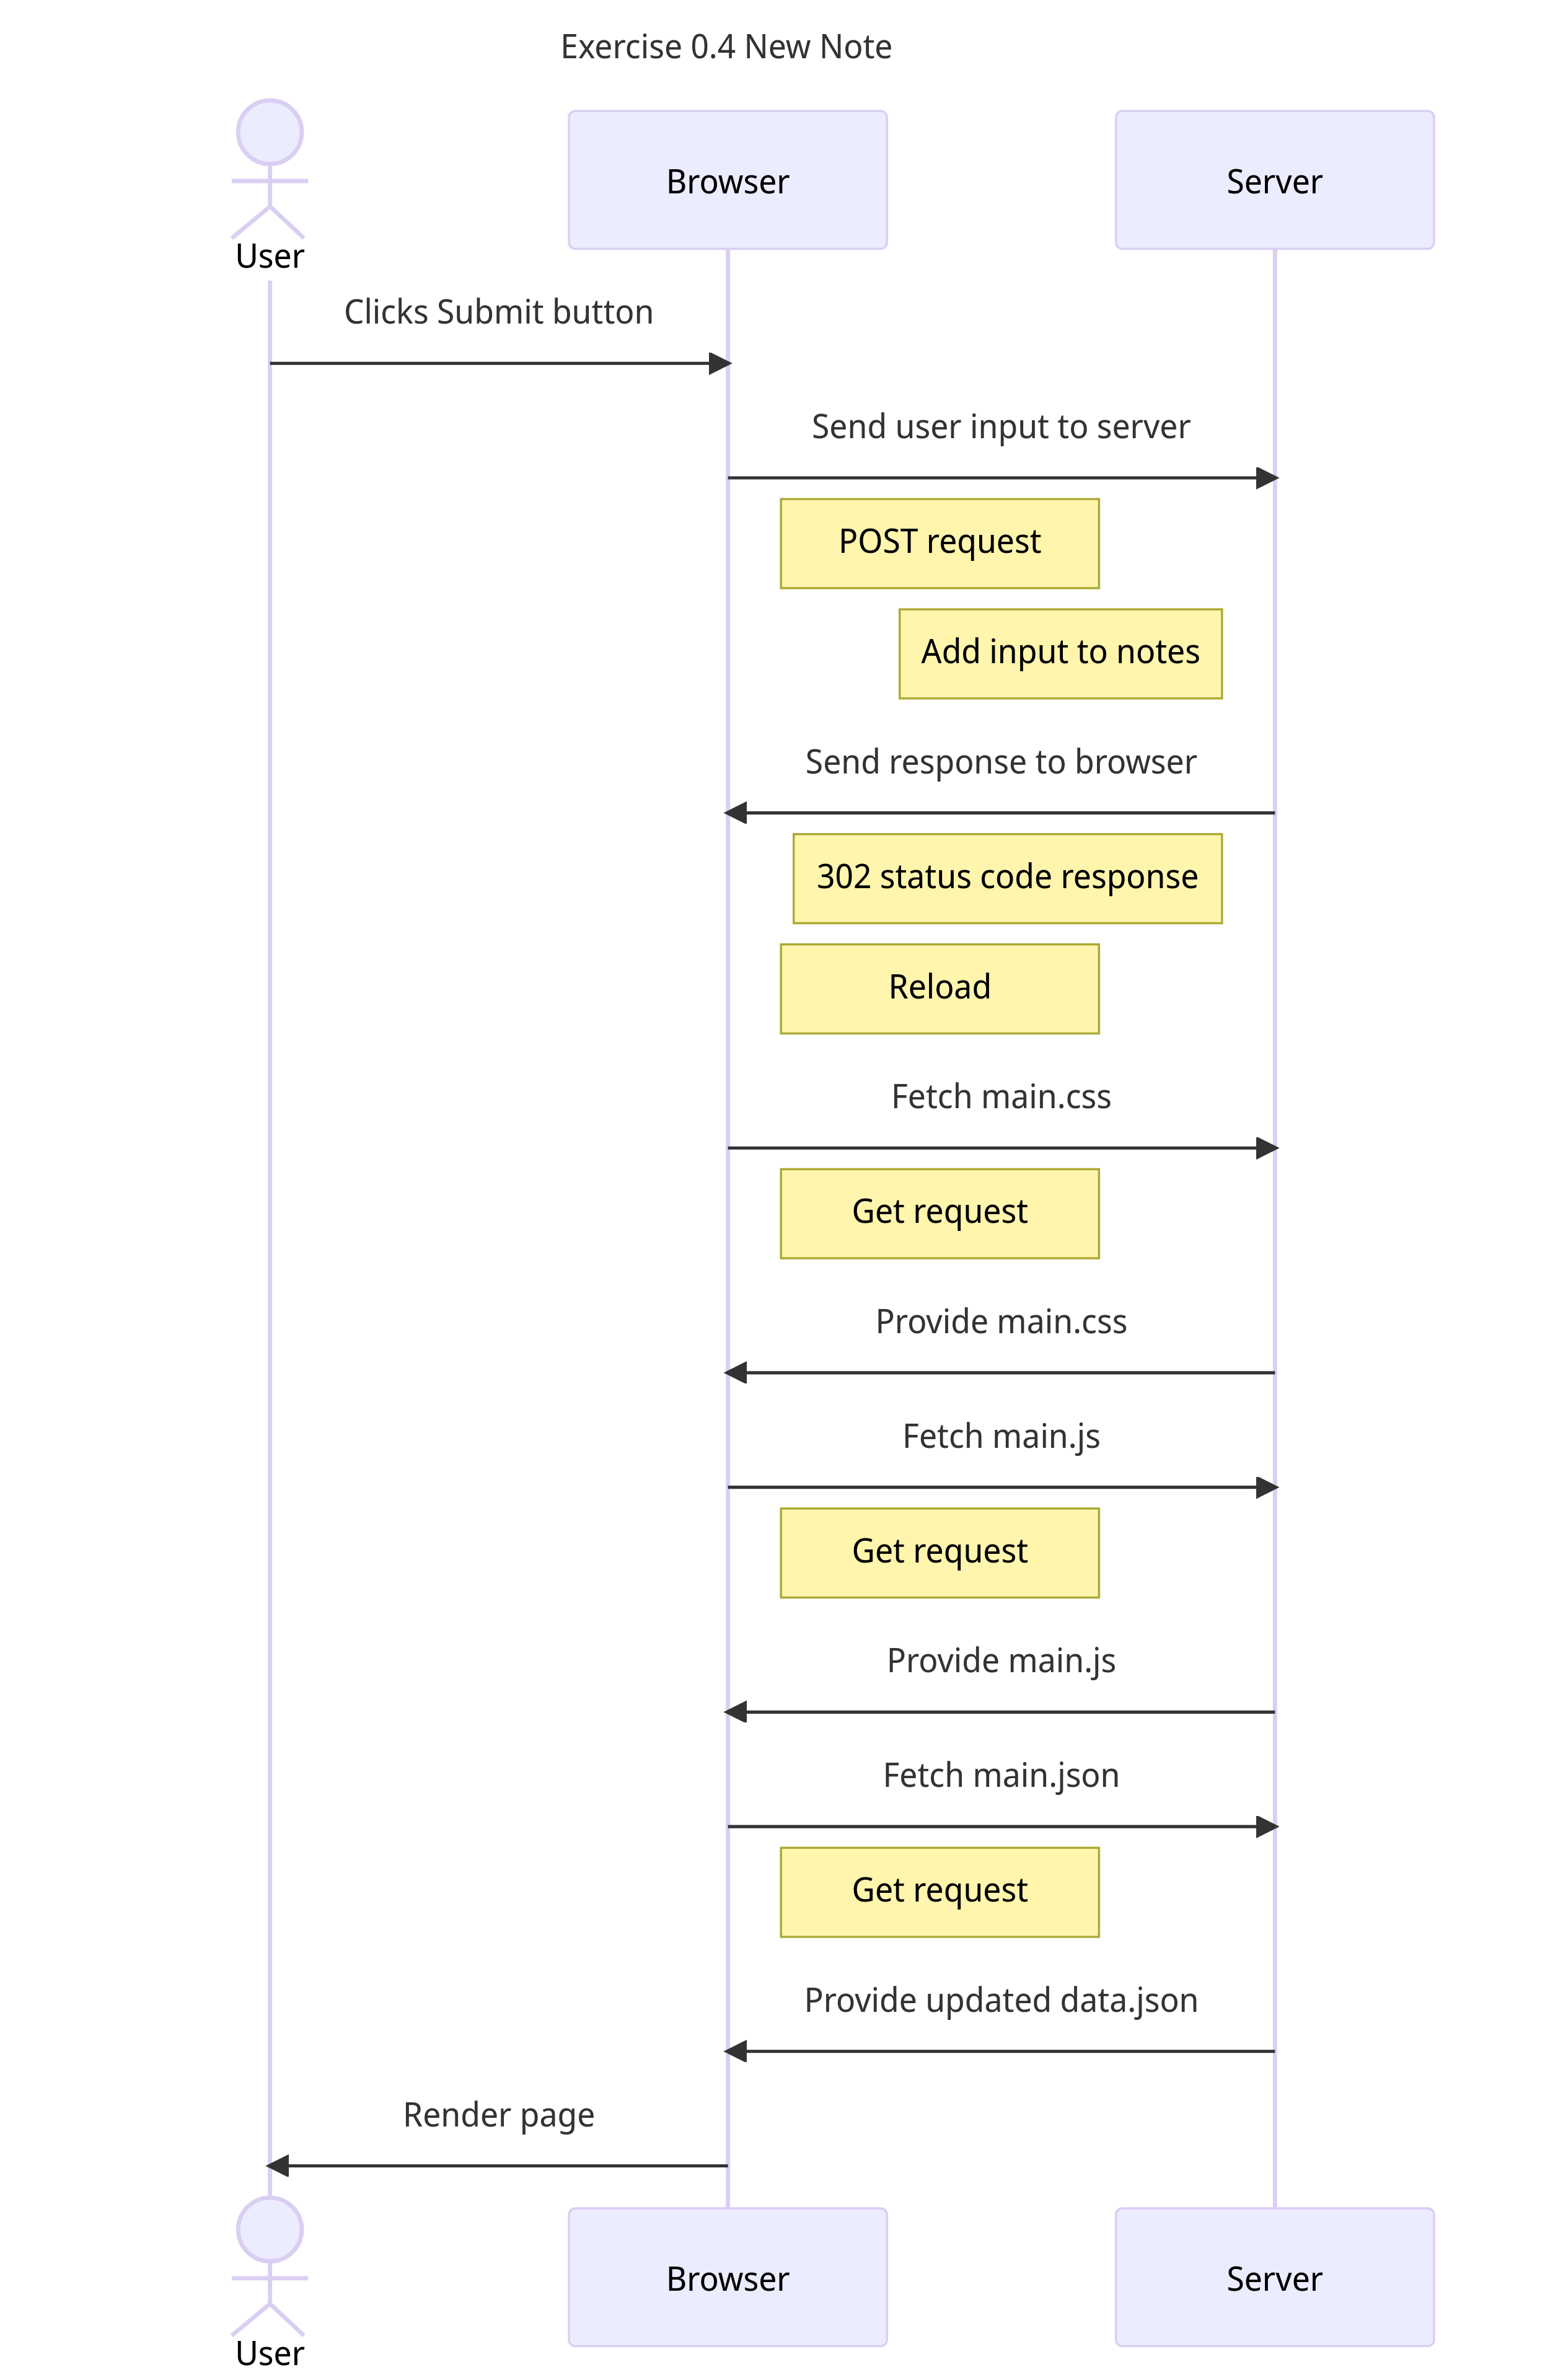 Exercise 0.4 New Note
User
Browser
Server
Clicks Submit button
Send user input to server
POST request
Add input to notes
Send response to browser
302 status code response
Reload
Fetch main.css
Get request
Provide main.css
Fetch main.js
Get request
Provide main.js
Fetch main.json
Get request
Provide updated data.json
Render page
User
Browser
Server